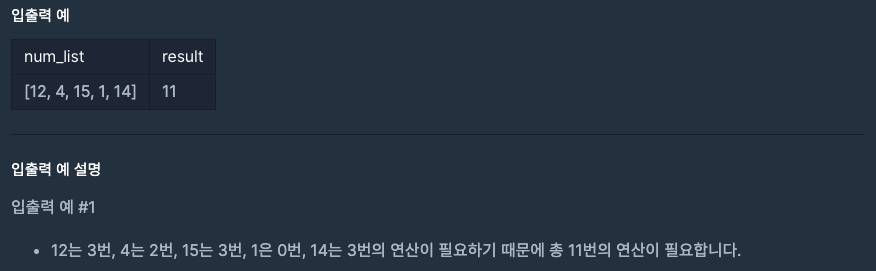 입출력 예
num_list result
[12, 4, 15, 1, 14] 11
입출력 예 설명
입출력 예 #1
• 12는 3번, 4는 2번, 15는 3번, 1은 0번, 14는 3번의 연산이 필요하기 때문에 총 11번의 연산이 필요합니다.